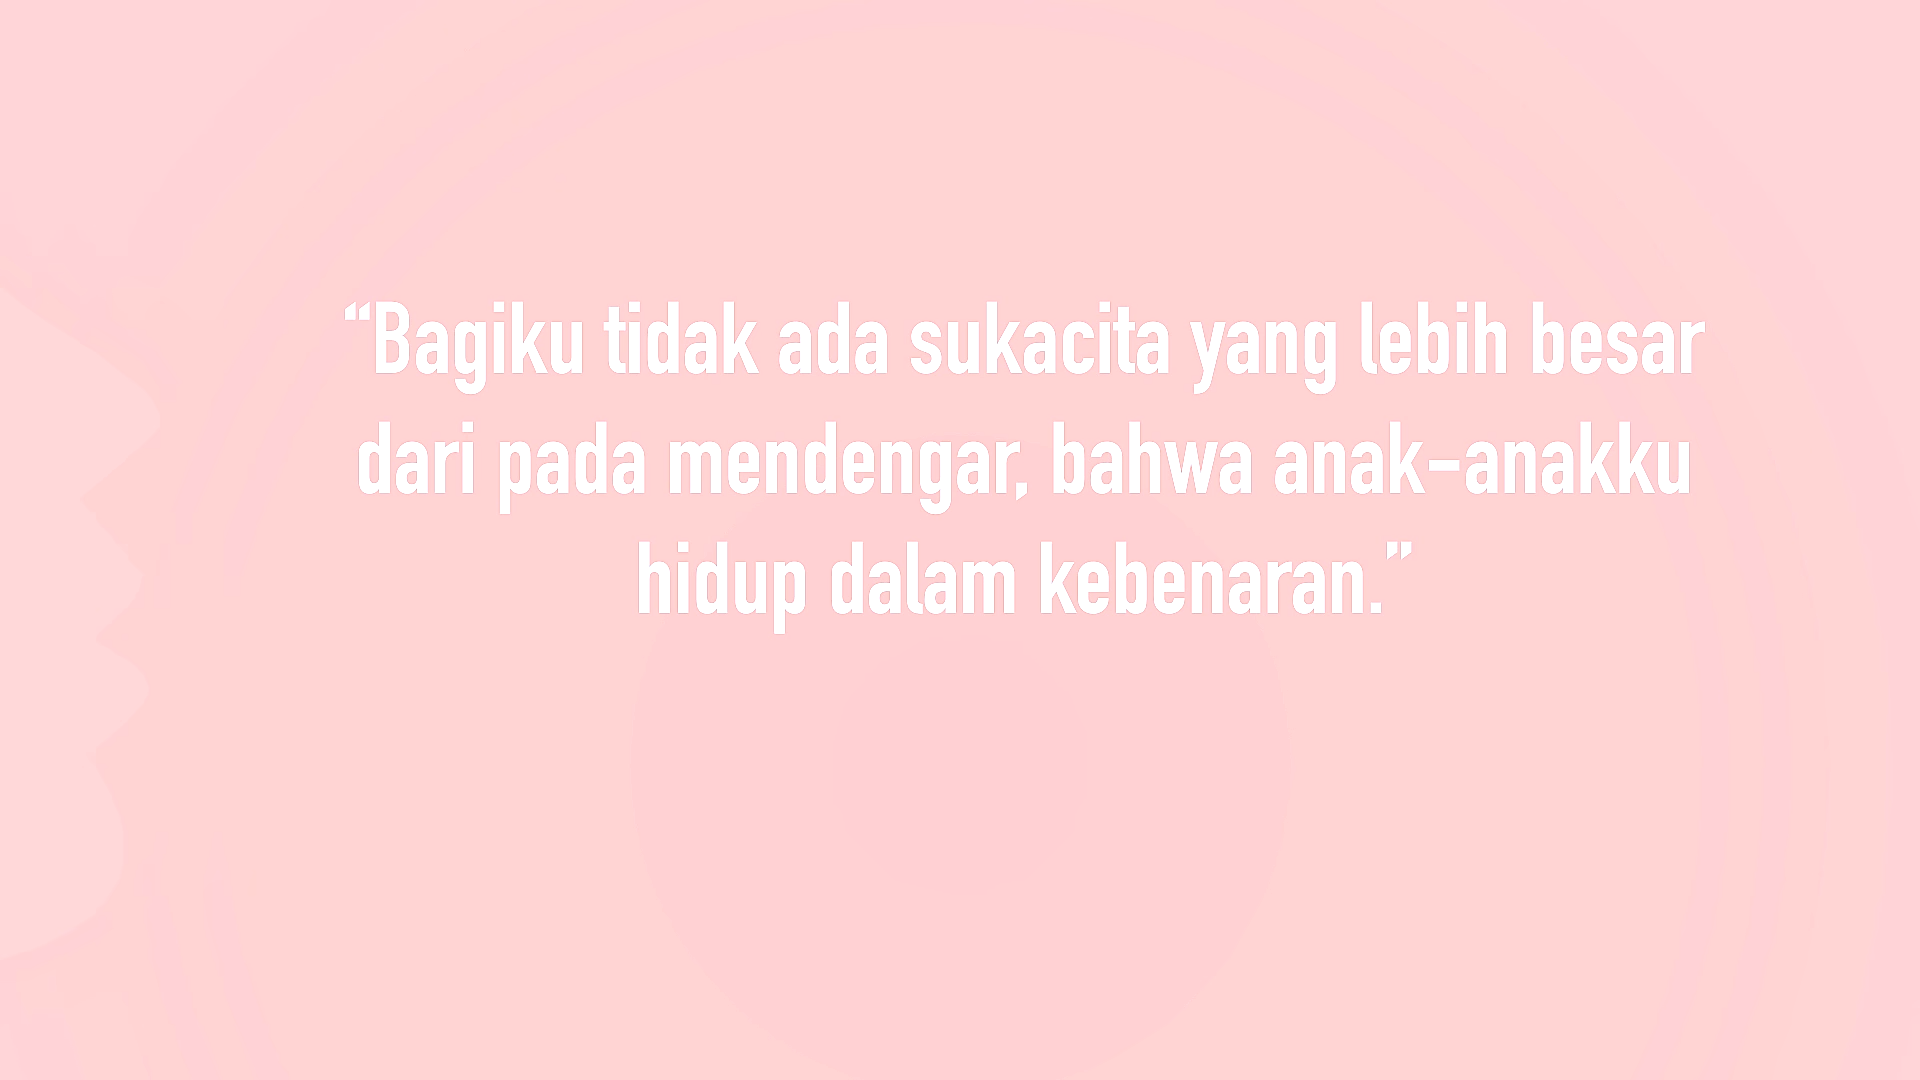 “Bagiku tidak ada sukacita yang lebih besar
dari pada mendengar, bahwa anak-anakku
hidup dalam kebenaran.”